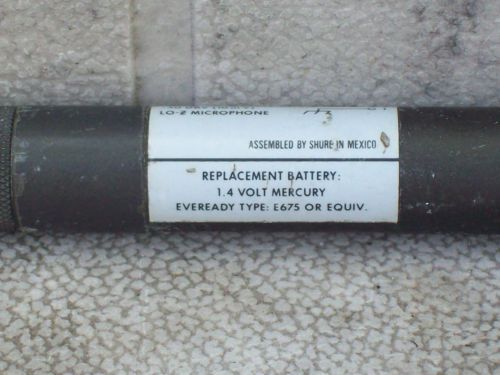 LO-Z MICROPHONE
ASSEMBLED BY SHURE IN MEXICO
REPLACEMENT BATTERY:
1.4 VOLT MERCURY
EVEREADY TYPE: E675 OR EQUIV.